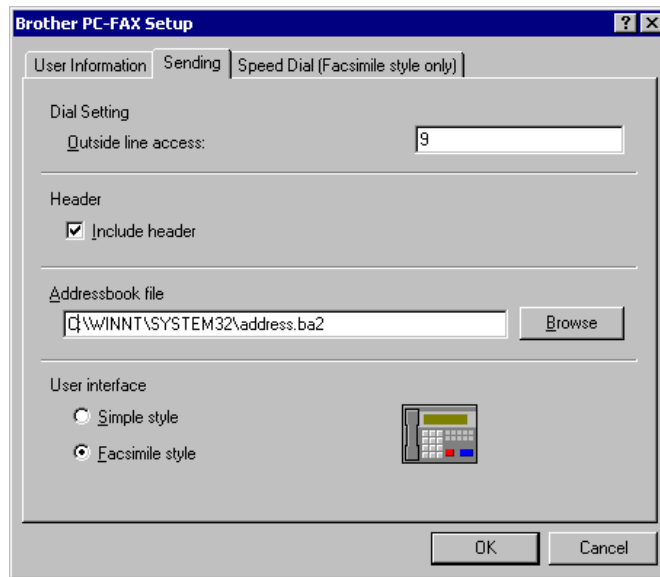 Brother PC-FAX Setup
User Information Sending Speed Dial (Facsimile style only)
Dial Setting
Outside line access: 9
Header
Include header
Addressbook file
C:\WINNT\SYSTEM32\address.ba2 Browse
User interface
Simple style
Facsimile style
OK Cancel